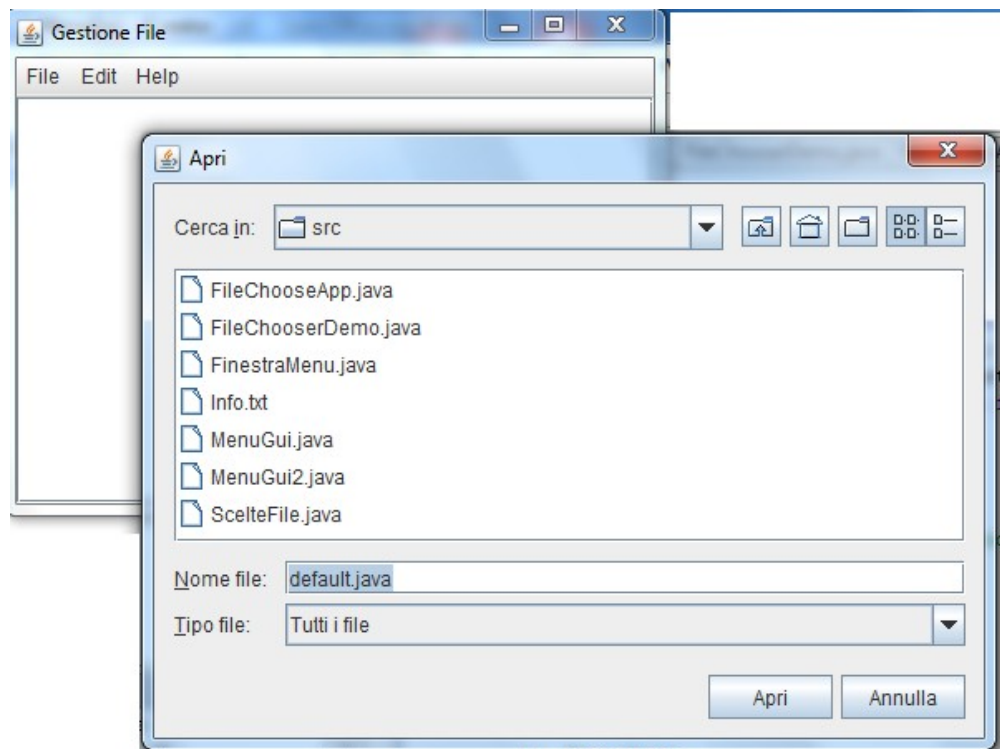 Gestione File
File Edit Help
Apri
Cerca in: src
FileChooseApp.java
FileChooserDemo.java
FinestraMenu.java
Info.txt
MenuGui.java
MenuGui2.java
ScelteFile.java
Nome file: default.java
Tipo file: Tutti i file
Apri Annulla